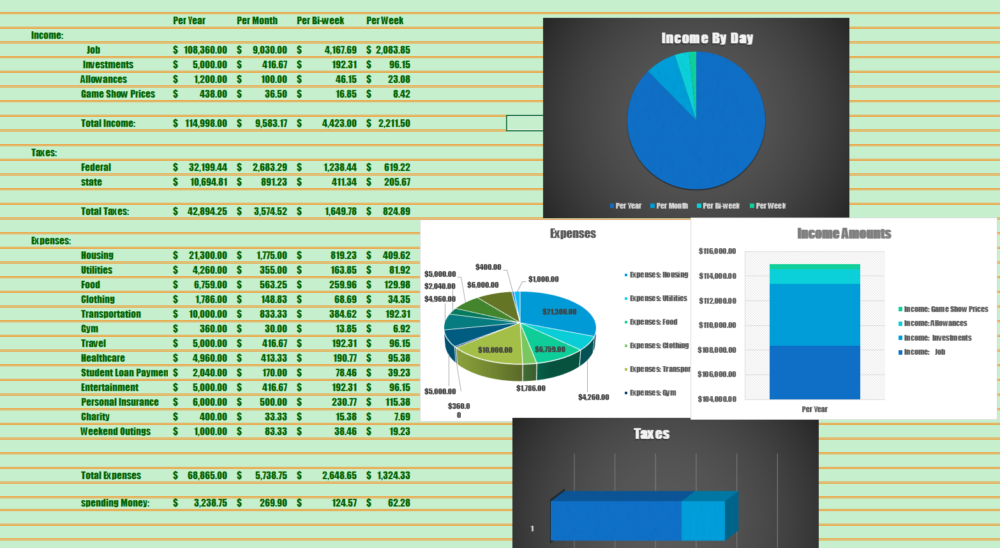 Per Year Per Month Per Bi-week Per Week
Income:
Job $ 108,360.00 $ 9,030.00 $ 4,167.69 $ 2,083.85
Investments $ 5,000.00 $ 416.67 $ 192.31 $ 96.15
Allowances $ 1,200.00 $ 100.00 $ 46.15 $ 23.08
Game Show Prices $ 438.00 $ 36.50 $ 16.85 $ 8.42
Total Income: $ 114,998.00 $ 9,583.17 $ 4,423.00 $ 2,211.50
Taxes:
Federal $ 32,199.44 $ 2,683.29 $ 1,238.44 $ 619.22
state $ 10,694.81 $ 891.23 $ 411.34 $ 205.67
Total Taxes: $ 42,894.25 $ 3,574.52 $ 1,649.78 $ 824.89
Expenses:
Housing $ 21,300.00 $ 1,775.00 $ 819.23 $ 409.62
Utilities $ 4,260.00 $ 355.00 $ 163.85 $ 81.92
Food $ 6,759.00 $ 563.25 $ 259.96 $ 129.98
Clothing $ 1,786.00 $ 148.83 $ 68.69 $ 34.35
Transportation $ 10,000.00 $ 833.33 $ 384.62 $ 192.31
Gym $ 360.00 $ 30.00 $ 13.85 $ 6.92
Travel $ 5,000.00 $ 416.67 $ 192.31 $ 96.15
Healthcare $ 4,960.00 $ 413.33 $ 190.77 $ 95.38
Student Loan Paymen $ 2,040.00 $ 170.00 $ 78.46 $ 39.23
Entertainment $ 5,000.00 $ 416.67 $ 192.31 $ 96.15
Personal Insurance $ 6,000.00 $ 500.00 $ 230.77 $ 115.38
Charity $ 400.00 $ 33.33 $ 15.38 $ 7.69
Weekend Outings $ 1,000.00 $ 83.33 $ 38.46 $ 19.23
Total Expenses $ 68,865.00 $ 5,738.75 $ 2,648.65 $ 1,324.33
spending Money: $ 3,238.75 $ 269.90 $ 124.57 $ 62.28
Income By Day
Per Year Per Month Per Bi-week Per Week
Expenses
$400.00
$5,000.00
$1,000.00
$2,040.00
$6,000.00
$4,960.00
$21,300.00
$10,000.00
$6,759.00
$1,786.00
$5,000.00
$4,260.00
$360.0
0
Expenses: Housing
Expenses: Utilities
Expenses: Food
Expenses: Clothing
Expenses: Transpor
Expenses: Gym
Income Amounts
$116,000.00
$114,000.00
$112,000.00
$110,000.00
$108,000.00
$106,000.00
$104,000.00
Per Year
Income: Game Show Prices
Income: Allowances
Income: Investments
Income: Job
Taxes
1